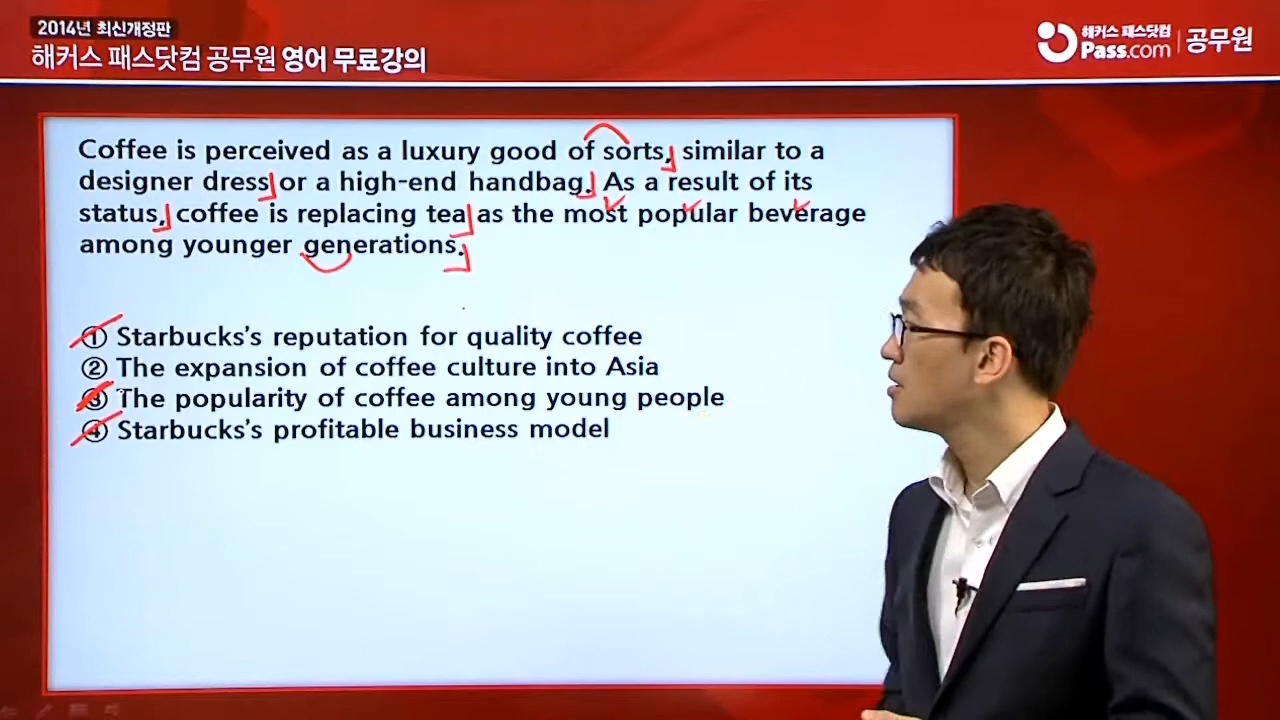 2014년 최신개정판
해커스 패스닷컴 공무원 영어 무료강의
해커스 패스닷컴
Pass.com
공무원
Coffee is perceived as a luxury good of sorts, similar to a
designer dress or a high-end handbag. As a result of its
status, coffee is replacing tea as the most popular beverage
among younger generations.
① Starbucks's reputation for quality coffee
② The expansion of coffee culture into Asia
③ The popularity of coffee among young people
④ Starbucks's profitable business model